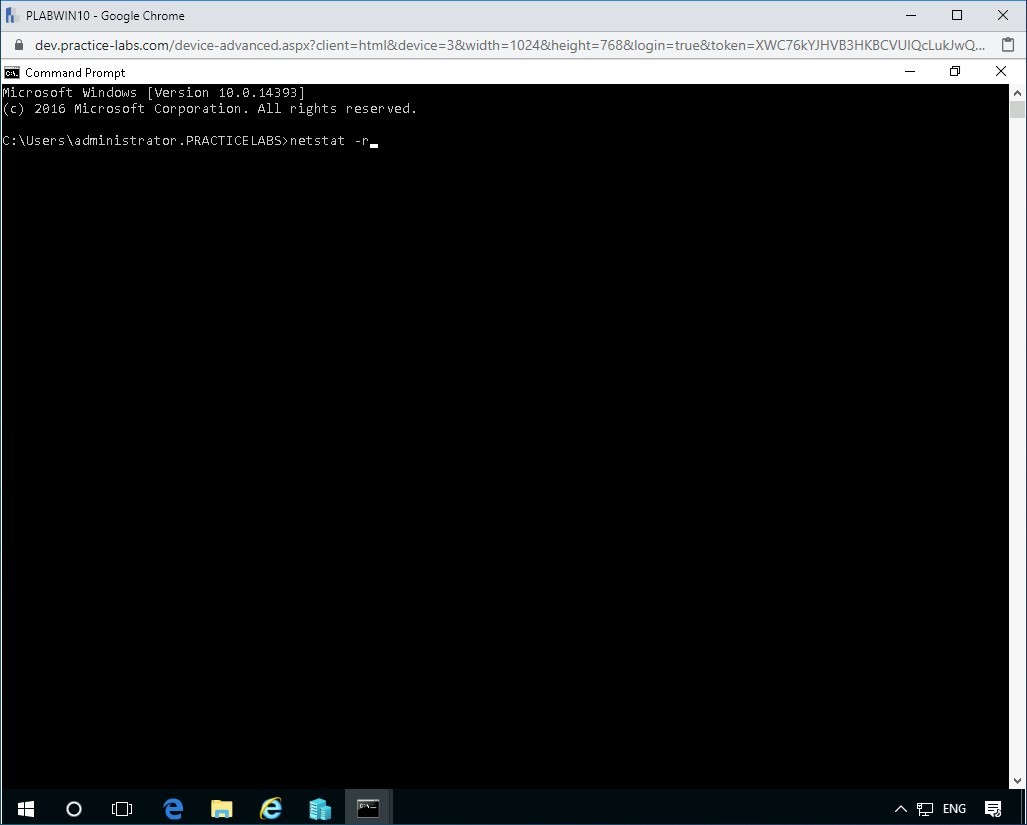 PLABWIN10 - Google Chrome
dev.practice-labs.com/device-advanced.aspx?client=html&device=3&width=1024&height=768&login=true&token=XWC76kYJHVB3HKBCVUIQcLukJwQ...
Command Prompt
Microsoft Windows [Version 10.0.14393]
(c) 2016 Microsoft Corporation. All rights reserved.
C:\Users\administrator.PRACTICELABS>netstat -r
ENG